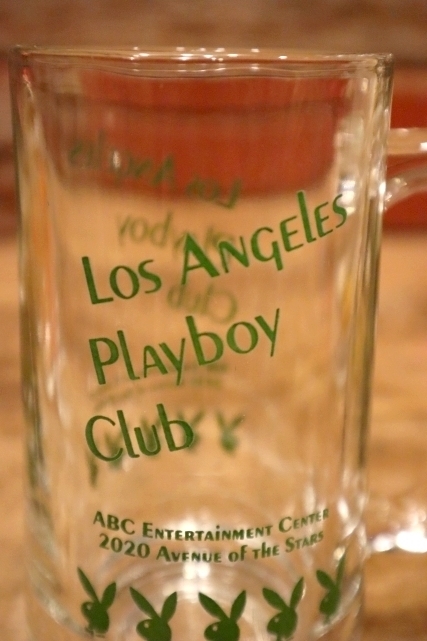 Los Angeles
Playboy
Club
ABC Entertainment Center
2020 Avenue of the Stars